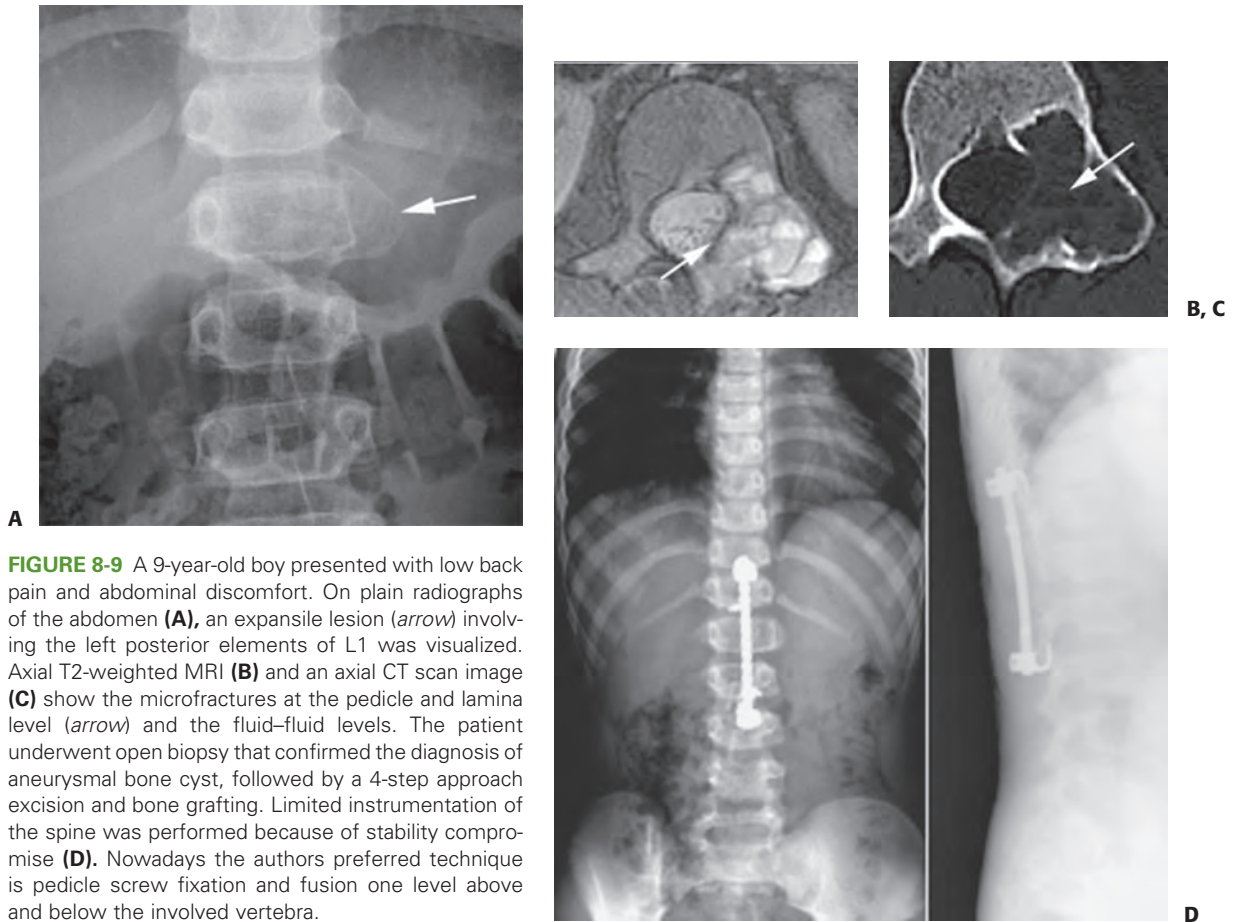 A
B, C
FIGURE 8-9 A 9-year-old boy presented with low back
pain and abdominal discomfort. On plain radiographs
of the abdomen (A), an expansile lesion (arrow) involv-
ing the left posterior elements of L1 was visualized.
Axial T2-weighted MRI (B) and an axial CT scan image
(C) show the microfractures at the pedicle and lamina
level (arrow) and the fluid–fluid levels. The patient
underwent open biopsy that confirmed the diagnosis of
aneurysmal bone cyst, followed by a 4-step approach
excision and bone grafting. Limited instrumentation of
the spine was performed because of stability compro-
mise (D). Nowadays the authors preferred technique
is pedicle screw fixation and fusion one level above
and below the involved vertebra.
D